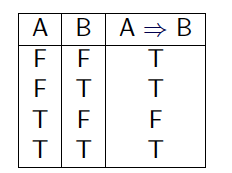 A B A ⇒ B
F F T
F T T
T F F
T T T